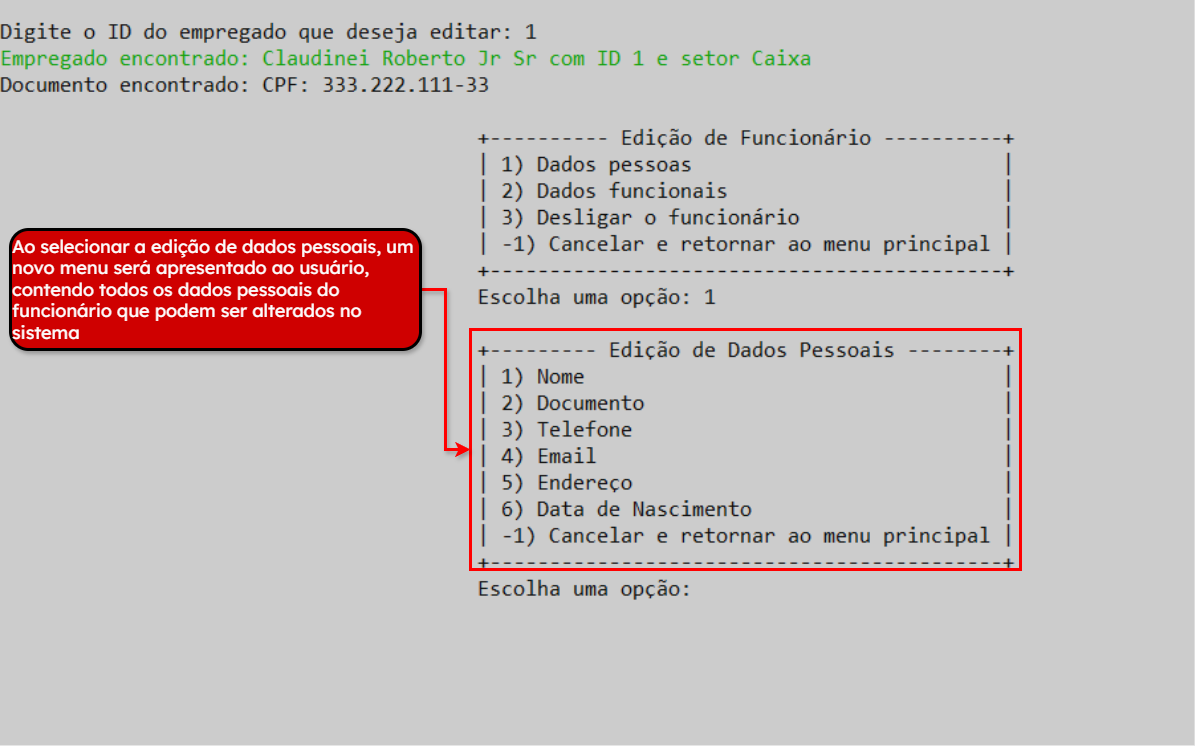 Digite o ID do empregado que deseja editar: 1
Empregado encontrado: Claudinei Roberto Jr Sr com ID 1 e setor Caixa
Documento encontrado: CPF: 333.222.111-33
+---------- Edição de Funcionário ----------+
| 1) Dados pessoas |
| 2) Dados funcionais |
| 3) Desligar o funcionário |
| -1) Cancelar e retornar ao menu principal |
+-------------------------------------------+
Escolha uma opção: 1
Ao selecionar a edição de dados pessoais, um
novo menu será apresentado ao usuário,
contendo todos os dados pessoais do
funcionário que podem ser alterados no
sistema
+--------- Edição de Dados Pessoais --------+
| 1) Nome |
| 2) Documento |
| 3) Telefone |
| 4) Email |
| 5) Endereço |
| 6) Data de Nascimento |
| -1) Cancelar e retornar ao menu principal |
+-------------------------------------------+
Escolha uma opção: